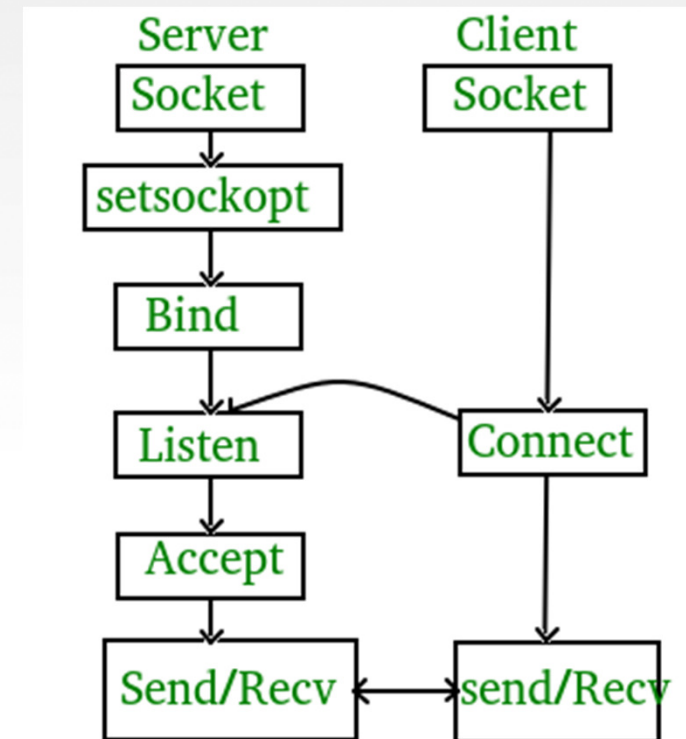 Server
Client
Socket
Socket
setsockopt
Bind
Listen
Connect
Accept
Send/Recv
send/Recv